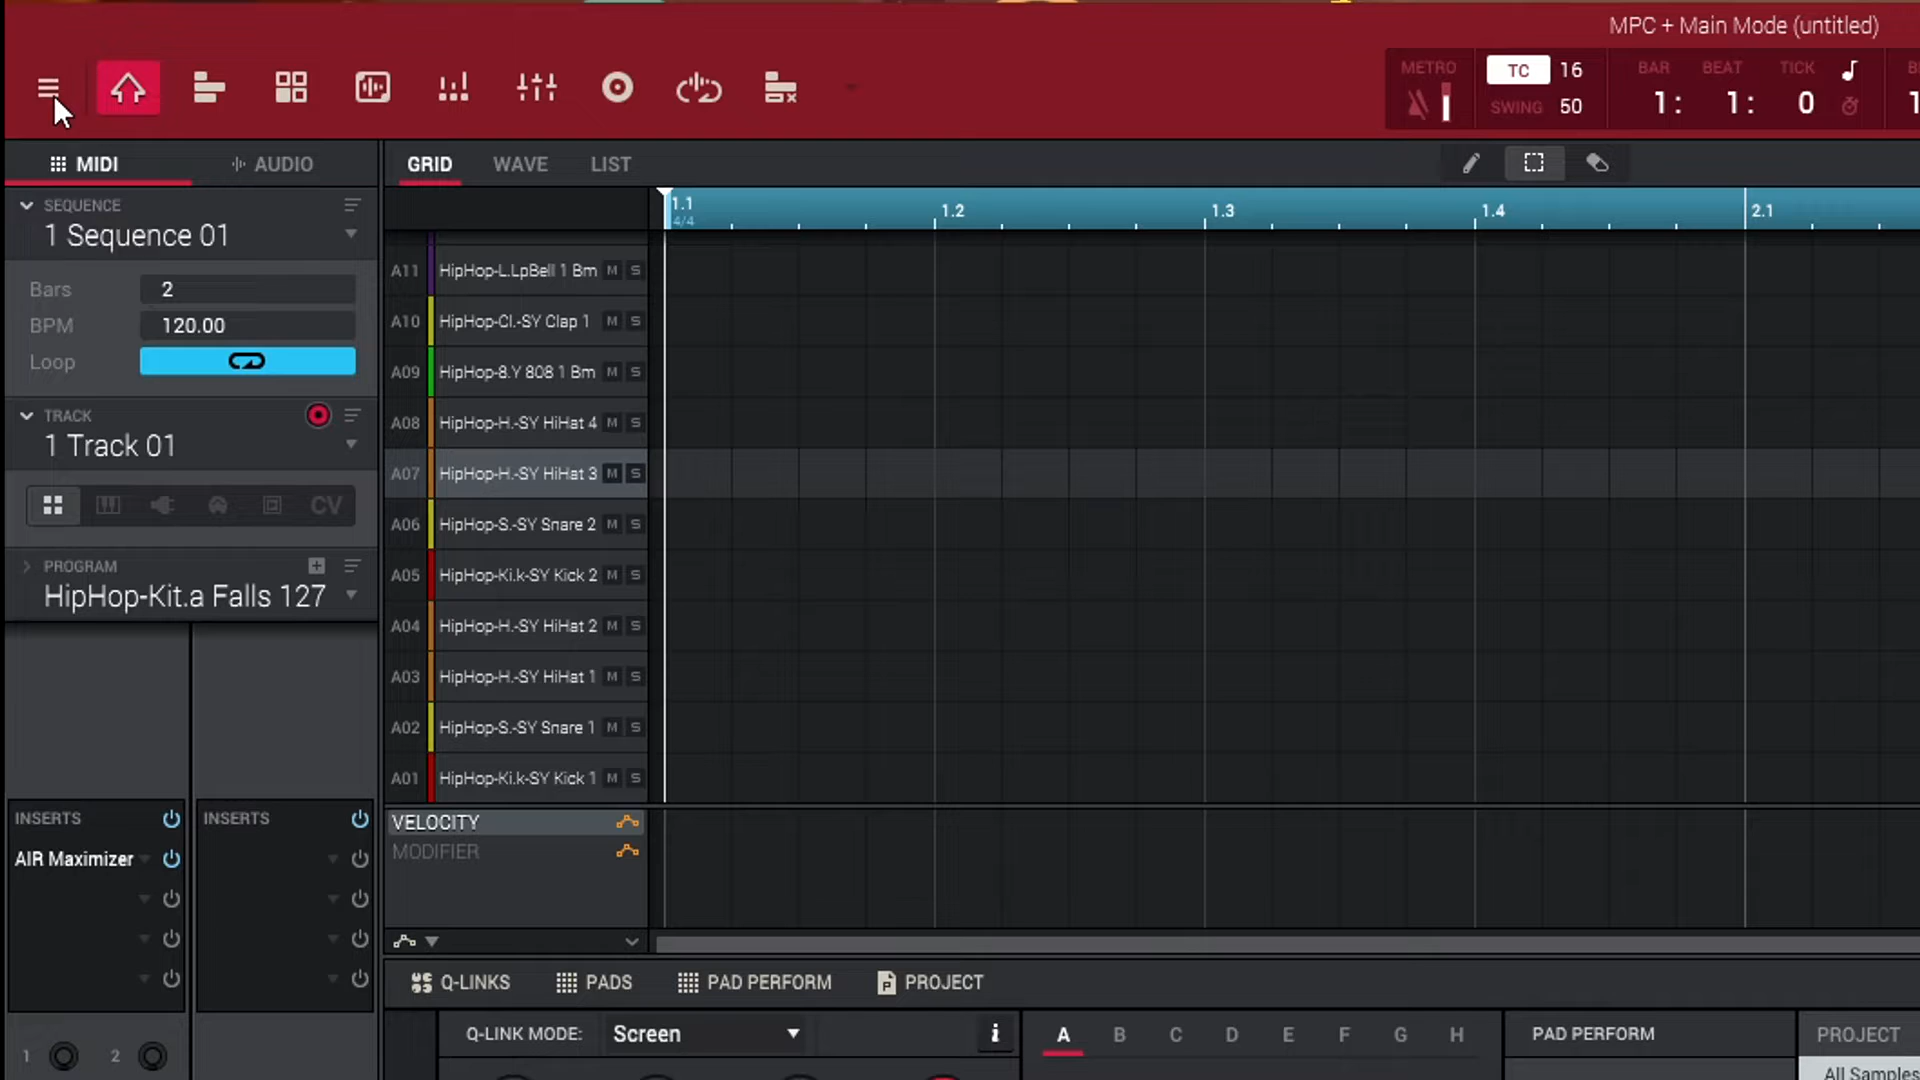 MPC + Main Mode (untitled)
METRO
TC 16
SWING 50
BAR BEAT TICK
1: 1: 0
MIDI AUDIO
GRID WAVE LIST
SEQUENCE
1 Sequence 01
Bars 2
BPM 120.00
Loop
TRACK
1 Track 01
CV
PROGRAM
HipHop-Kit.a Falls 127
INSERTS INSERTS
AIR Maximizer
1 2
1.1 1.2 1.3 1.4 2.1
4/4
A11 HipHop-L.LpBell 1 Bm M S
A10 HipHop-Cl.-SY Clap 1 M S
A09 HipHop-8.Y 808 1 Bm M S
A08 HipHop-H.-SY HiHat 4 M S
A07 HipHop-H.-SY HiHat 3 M S
A06 HipHop-S.-SY Snare 2 M S
A05 HipHop-Ki.k-SY Kick 2 M S
A04 HipHop-H.-SY HiHat 2 M S
A03 HipHop-H.-SY HiHat 1 M S
A02 HipHop-S.-SY Snare 1 M S
A01 HipHop-Ki.k-SY Kick 1 M S
VELOCITY
MODIFIER
Q-LINKS PADS PAD PERFORM PROJECT
Q-LINK MODE: Screen i
A B C D E F G H
PAD PERFORM
PROJECT
All Samples